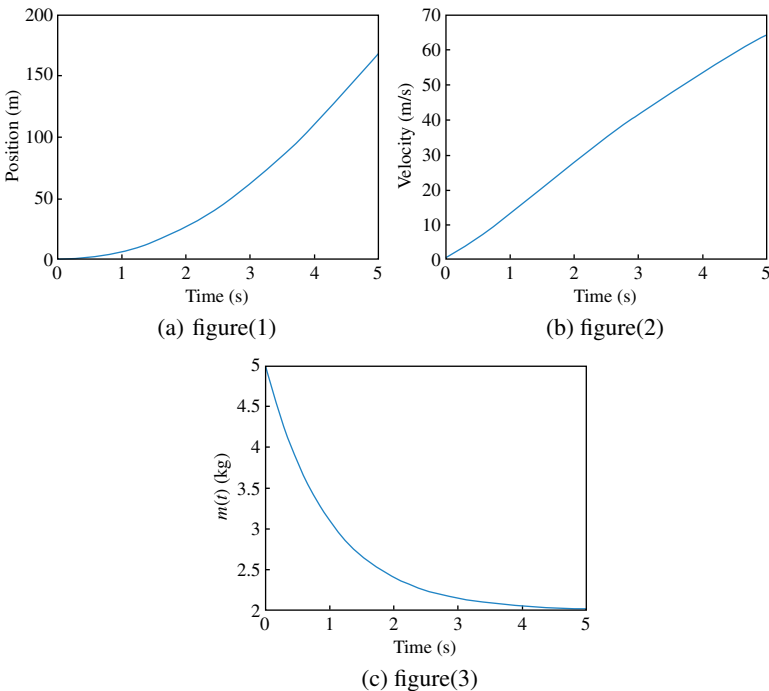 200
150
100
50
0
Position (m)
0 1 2 3 4 5
Time (s)
(a) figure(1)
70
60
50
40
30
20
10
0
Velocity (m/s)
0 1 2 3 4 5
Time (s)
(b) figure(2)
5
4.5
4
3.5
3
2.5
2
m(t) (kg)
0 1 2 3 4 5
Time (s)
(c) figure(3)